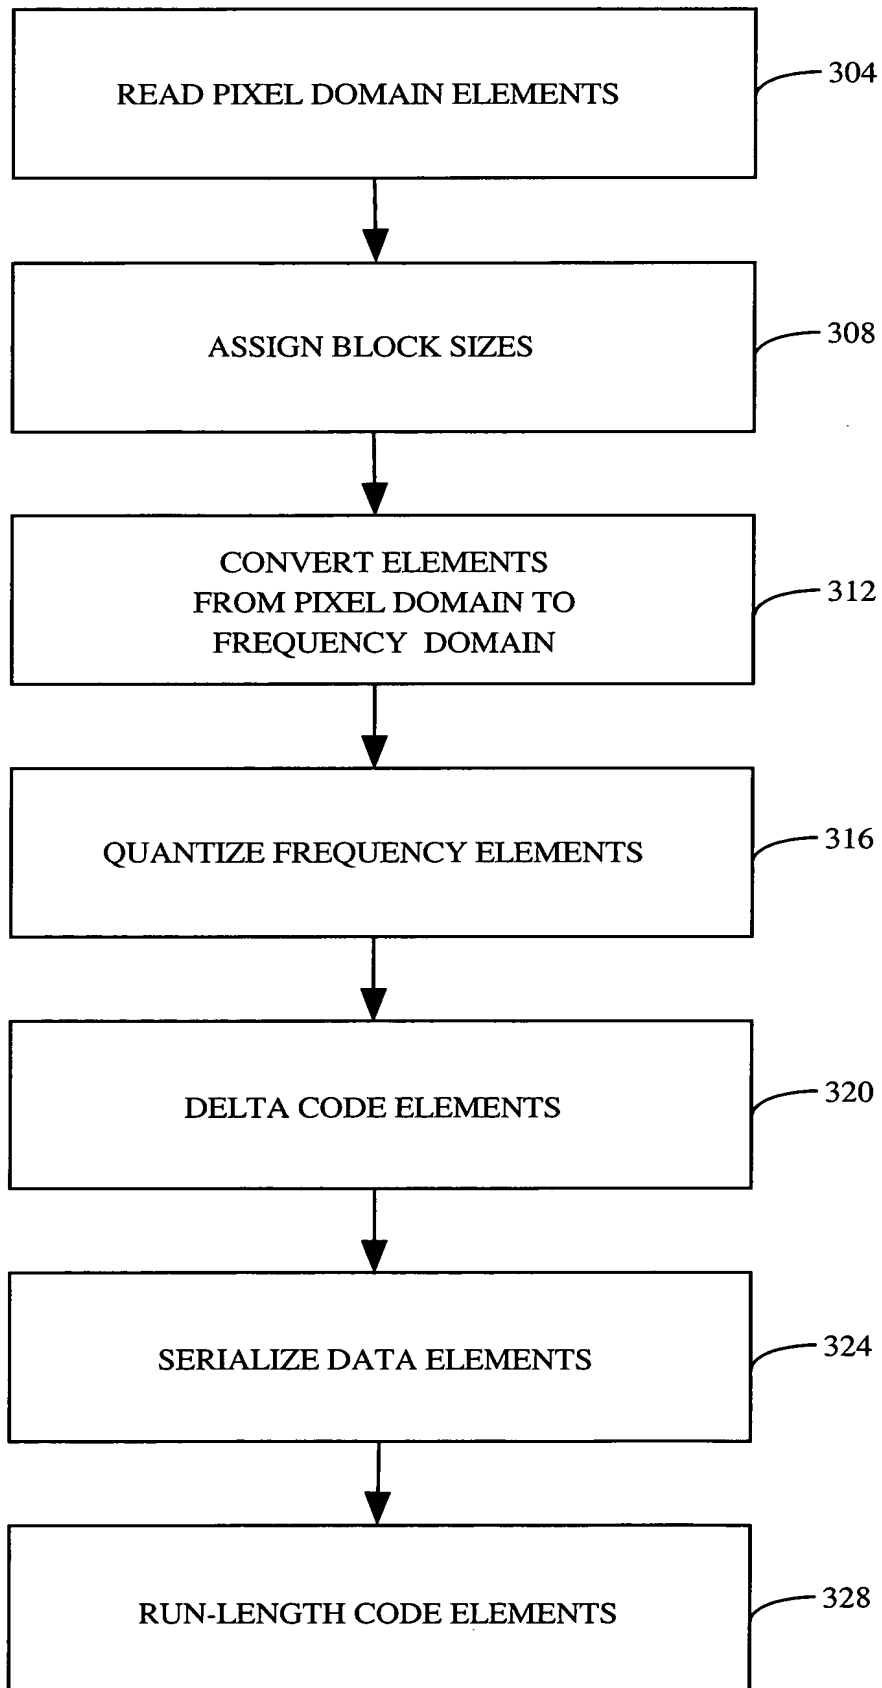 READ PIXEL DOMAIN ELEMENTS
304
ASSIGN BLOCK SIZES
308
CONVERT ELEMENTS
FROM PIXEL DOMAIN TO
FREQUENCY DOMAIN
312
QUANTIZE FREQUENCY ELEMENTS
316
DELTA CODE ELEMENTS
320
SERIALIZE DATA ELEMENTS
324
RUN-LENGTH CODE ELEMENTS
328